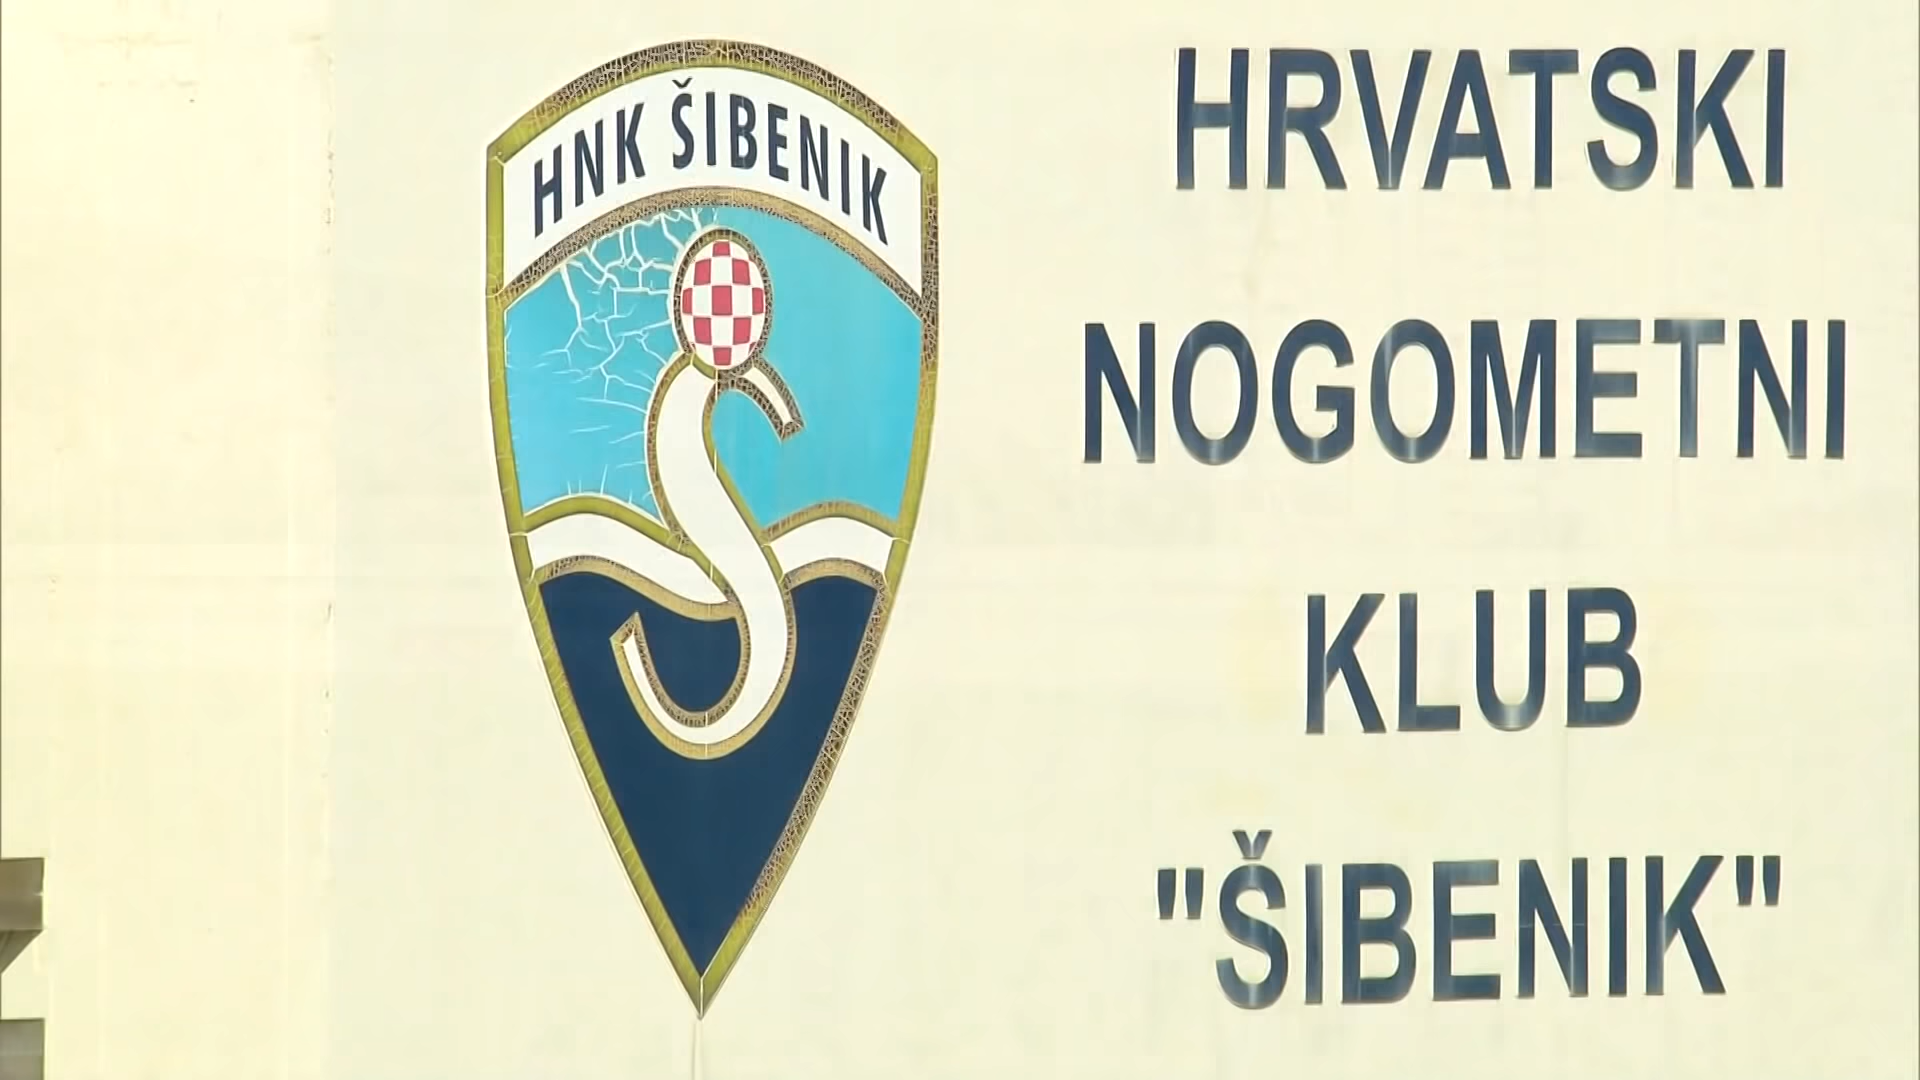 HNK ŠIBENIK
HRVATSKI
NOGOMETNI
KLUB
"ŠIBENIK"